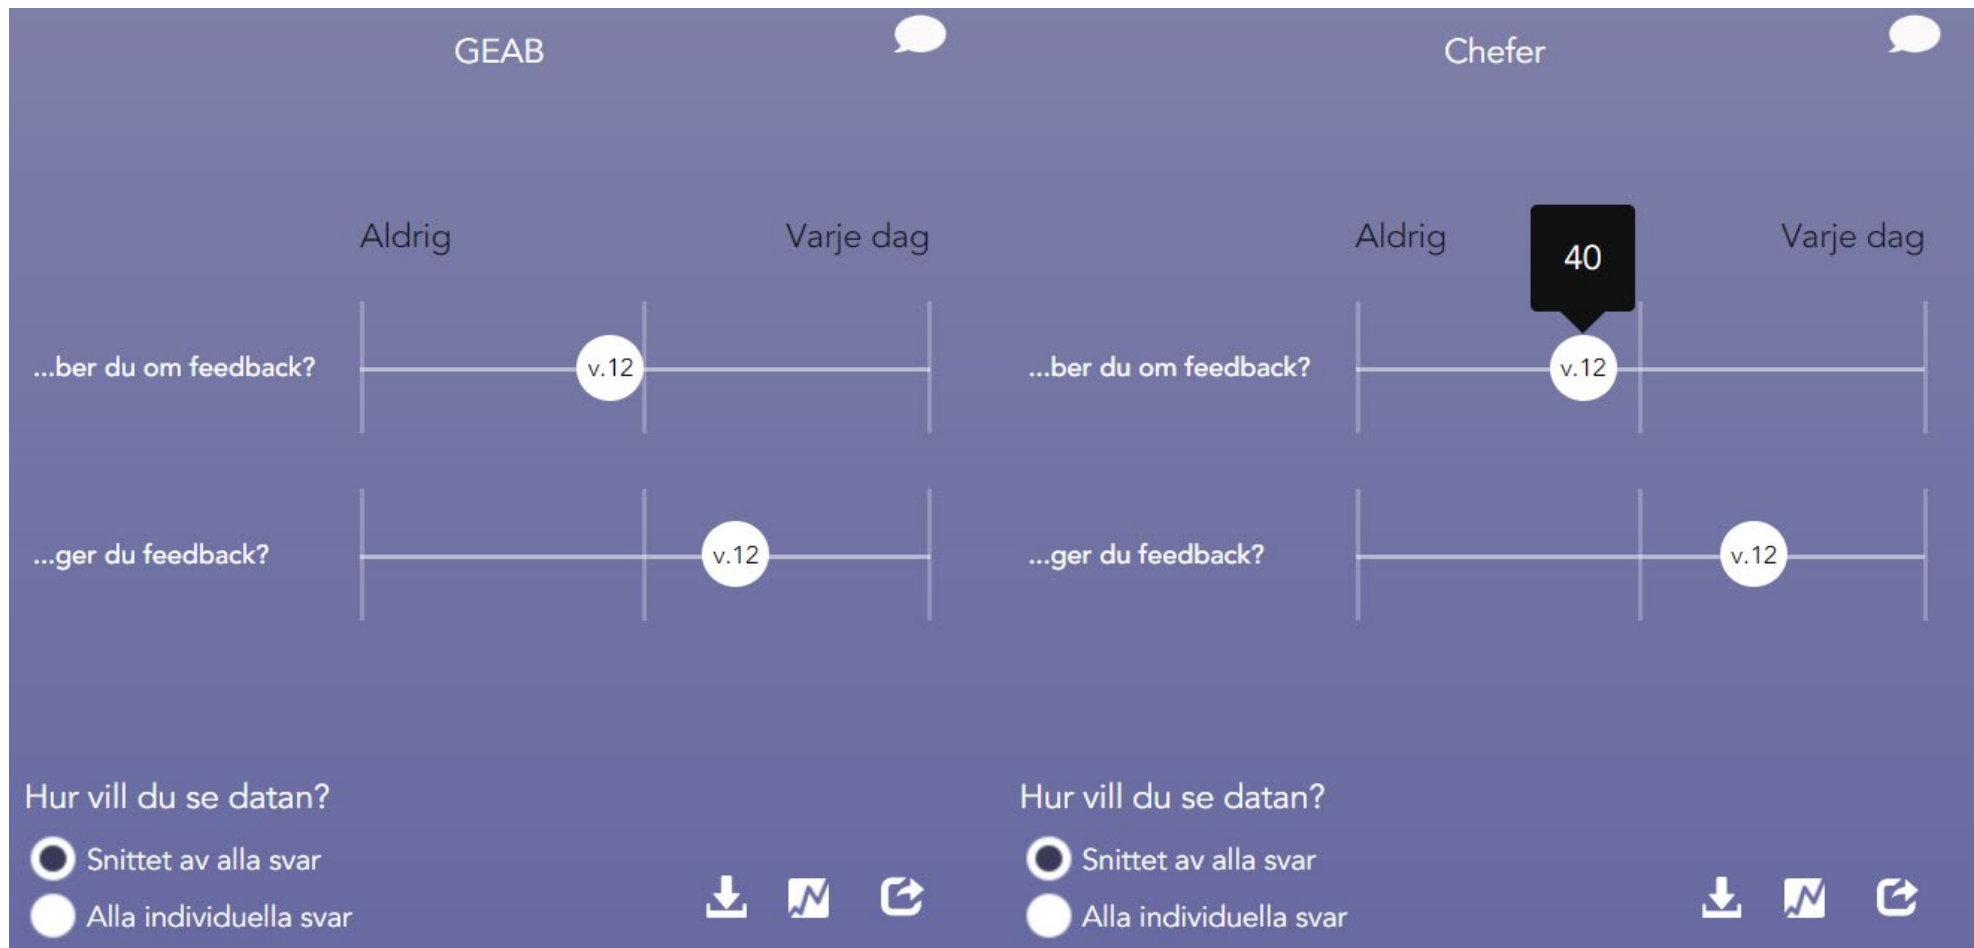 GEAB
Aldrig
Varje dag
...ber du om feedback?
v.12
...ger du feedback?
v.12
Hur vill du se datan?
Snittet av alla svar
Alla individuella svar
Chefer
Aldrig
40
Varje dag
...ber du om feedback?
v.12
...ger du feedback?
v.12
Hur vill du se datan?
Snittet av alla svar
Alla individuella svar